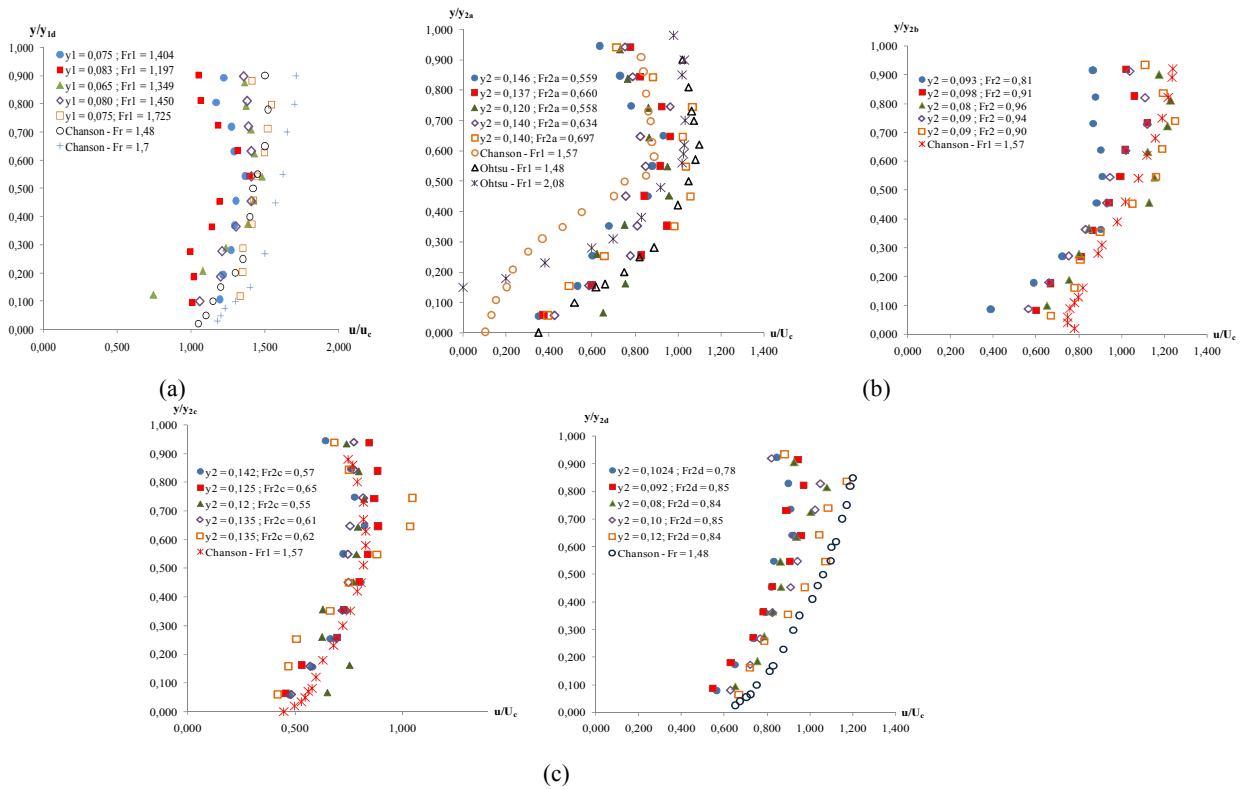 y/y1d
1,000
0,900
0,800
0,700
0,600
0,500
0,400
0,300
0,200
0,100
0,000
0,000
0,500
1,000
1,500
2,000
u/uc
y1 = 0,075 ; Fr1 = 1,404
y1 = 0,083 ; Fr1 = 1,197
y1 = 0,065 ; Fr1 = 1,349
y1 = 0,080 ; Fr1 = 1,450
y1 = 0,075; Fr1 = 1,725
Chanson - Fr = 1,48
Chanson - Fr = 1,7
(a)
y/y2a
1,000
0,900
0,800
0,700
0,600
0,500
0,400
0,300
0,200
0,100
0,000
0,000
0,200
0,400
0,600
0,800
1,000
1,200
1,400
u/Uc
y2 = 0,146 ; Fr2a = 0,559
y2 = 0,137 ; Fr2a = 0,660
y2 = 0,120 ; Fr2a = 0,558
y2 = 0,140 ; Fr2a = 0,634
y2 = 0,140 ; Fr2a = 0,697
Chanson - Fr1 = 1,57
Ohtsu - Fr1 = 1,48
Ohtsu - Fr1 = 2,08
y/y2b
1,000
0,900
0,800
0,700
0,600
0,500
0,400
0,300
0,200
0,100
0,000
0,000
0,200
0,400
0,600
0,800
1,000
1,200
1,400
u/Uc
y2 = 0,093 ; Fr2 = 0,81
y2 = 0,098 ; Fr2 = 0,91
y2 = 0,08 ; Fr2 = 0,96
y2 = 0,09 ; Fr2 = 0,94
y2 = 0,09 ; Fr2 = 0,90
Chanson - Fr1 = 1,57
(b)
y/y2c
1,000
0,900
0,800
0,700
0,600
0,500
0,400
0,300
0,200
0,100
0,000
0,000
0,500
1,000
u/Uc
y2 = 0,142; Fr2c = 0,57
y2 = 0,125 ; Fr2c = 0,65
y2 = 0,12 ; Fr2c = 0,55
y2 = 0,135 ; Fr2c = 0,61
y2 = 0,135 ; Fr2c = 0,62
Chanson - Fr1 = 1,57
y/y2d
1,000
0,900
0,800
0,700
0,600
0,500
0,400
0,300
0,200
0,100
0,000
0,000
0,200
0,400
0,600
0,800
1,000
1,200
1,400
u/Uc
y2 = 0,1024 ; Fr2d = 0,78
y2 = 0,092 ; Fr2d = 0,85
y2 = 0,08 ; Fr2d = 0,84
y2 = 0,10 ; Fr2d = 0,85
y2 = 0,12 ; Fr2d = 0,84
Chanson - Fr = 1,48
(c)